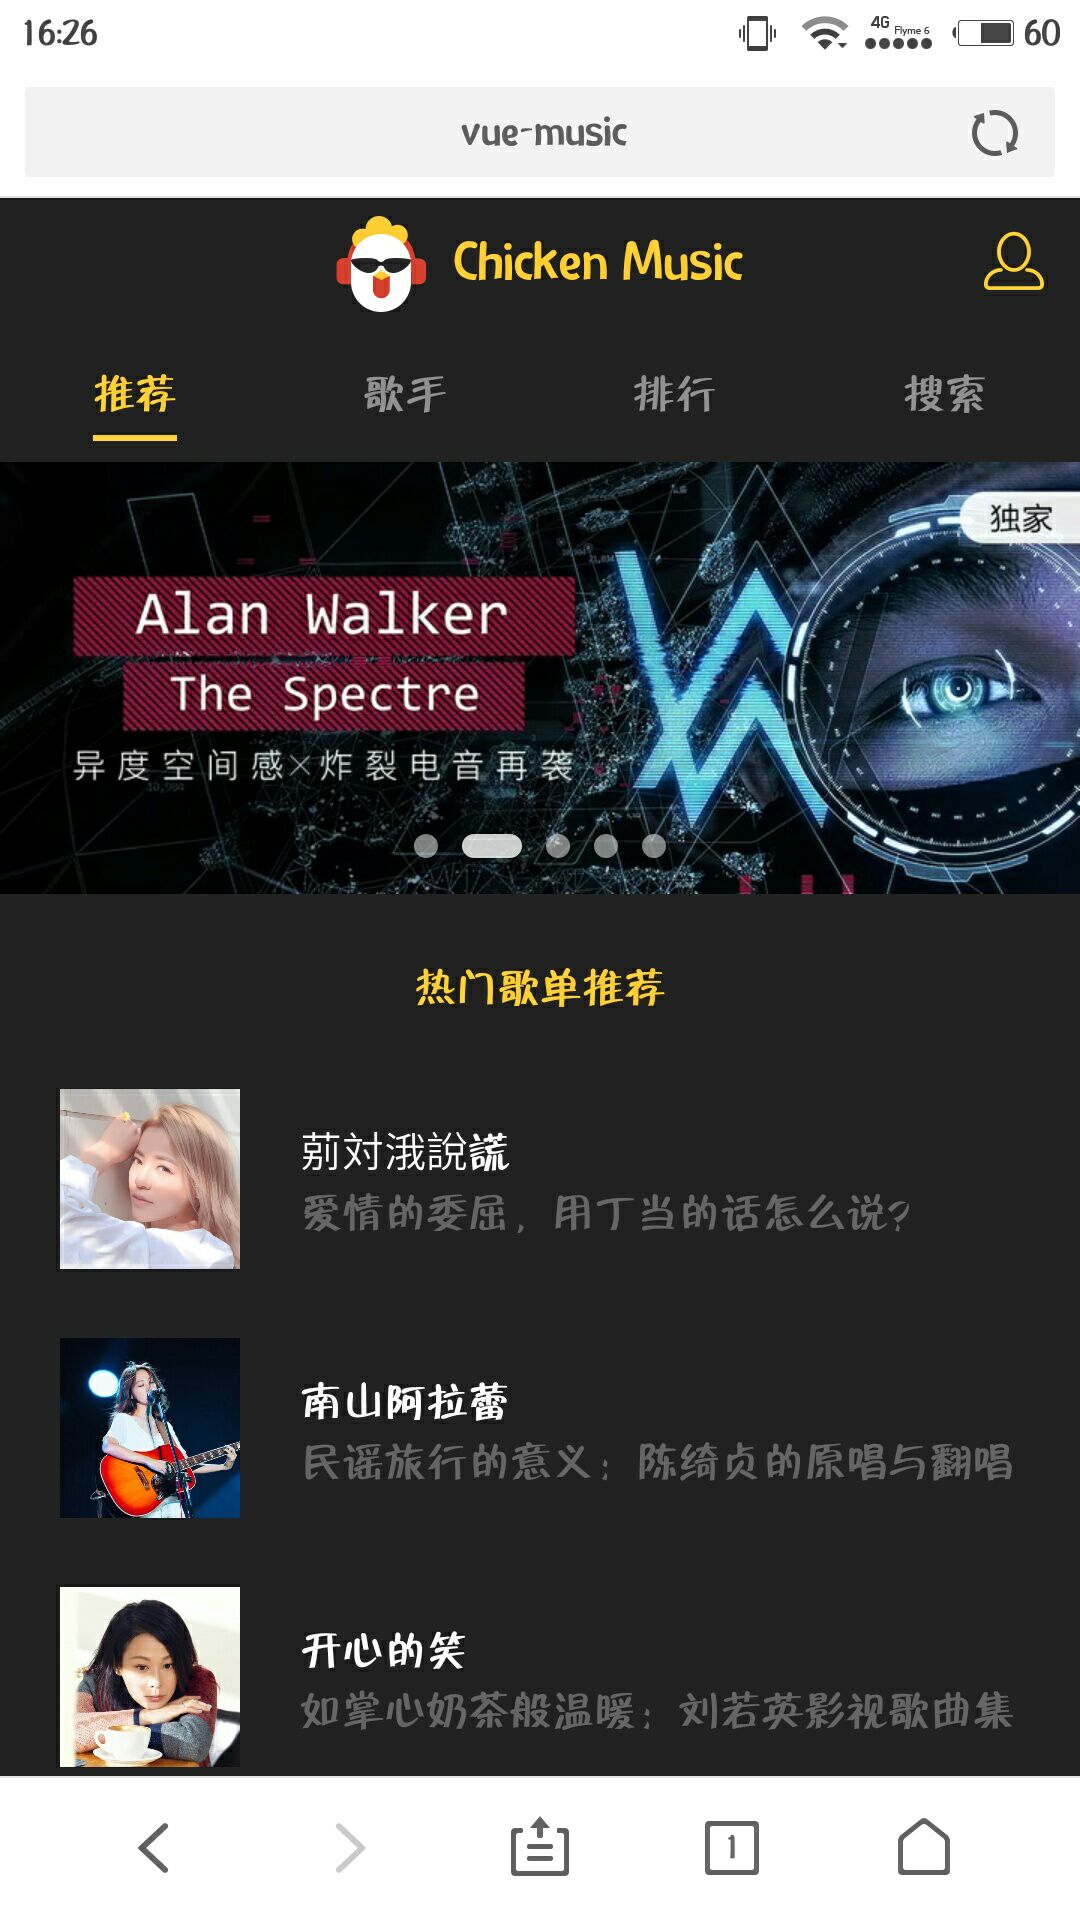 16:26
4G
Flyme 6
60
vue-music
Chicken Music
推荐 歌手 排行 搜索
独家
Alan Walker
The Spectre
异度空间感×炸裂电音再袭
热门歌单推荐
莂对涐說謊
爱情的委屈，用丁当的话怎么说?
南山阿拉蕾
民谣旅行的意义：陈绮贞的原唱与翻唱
开心的笑
如掌心奶茶般温暖：刘若英影视歌曲集
1